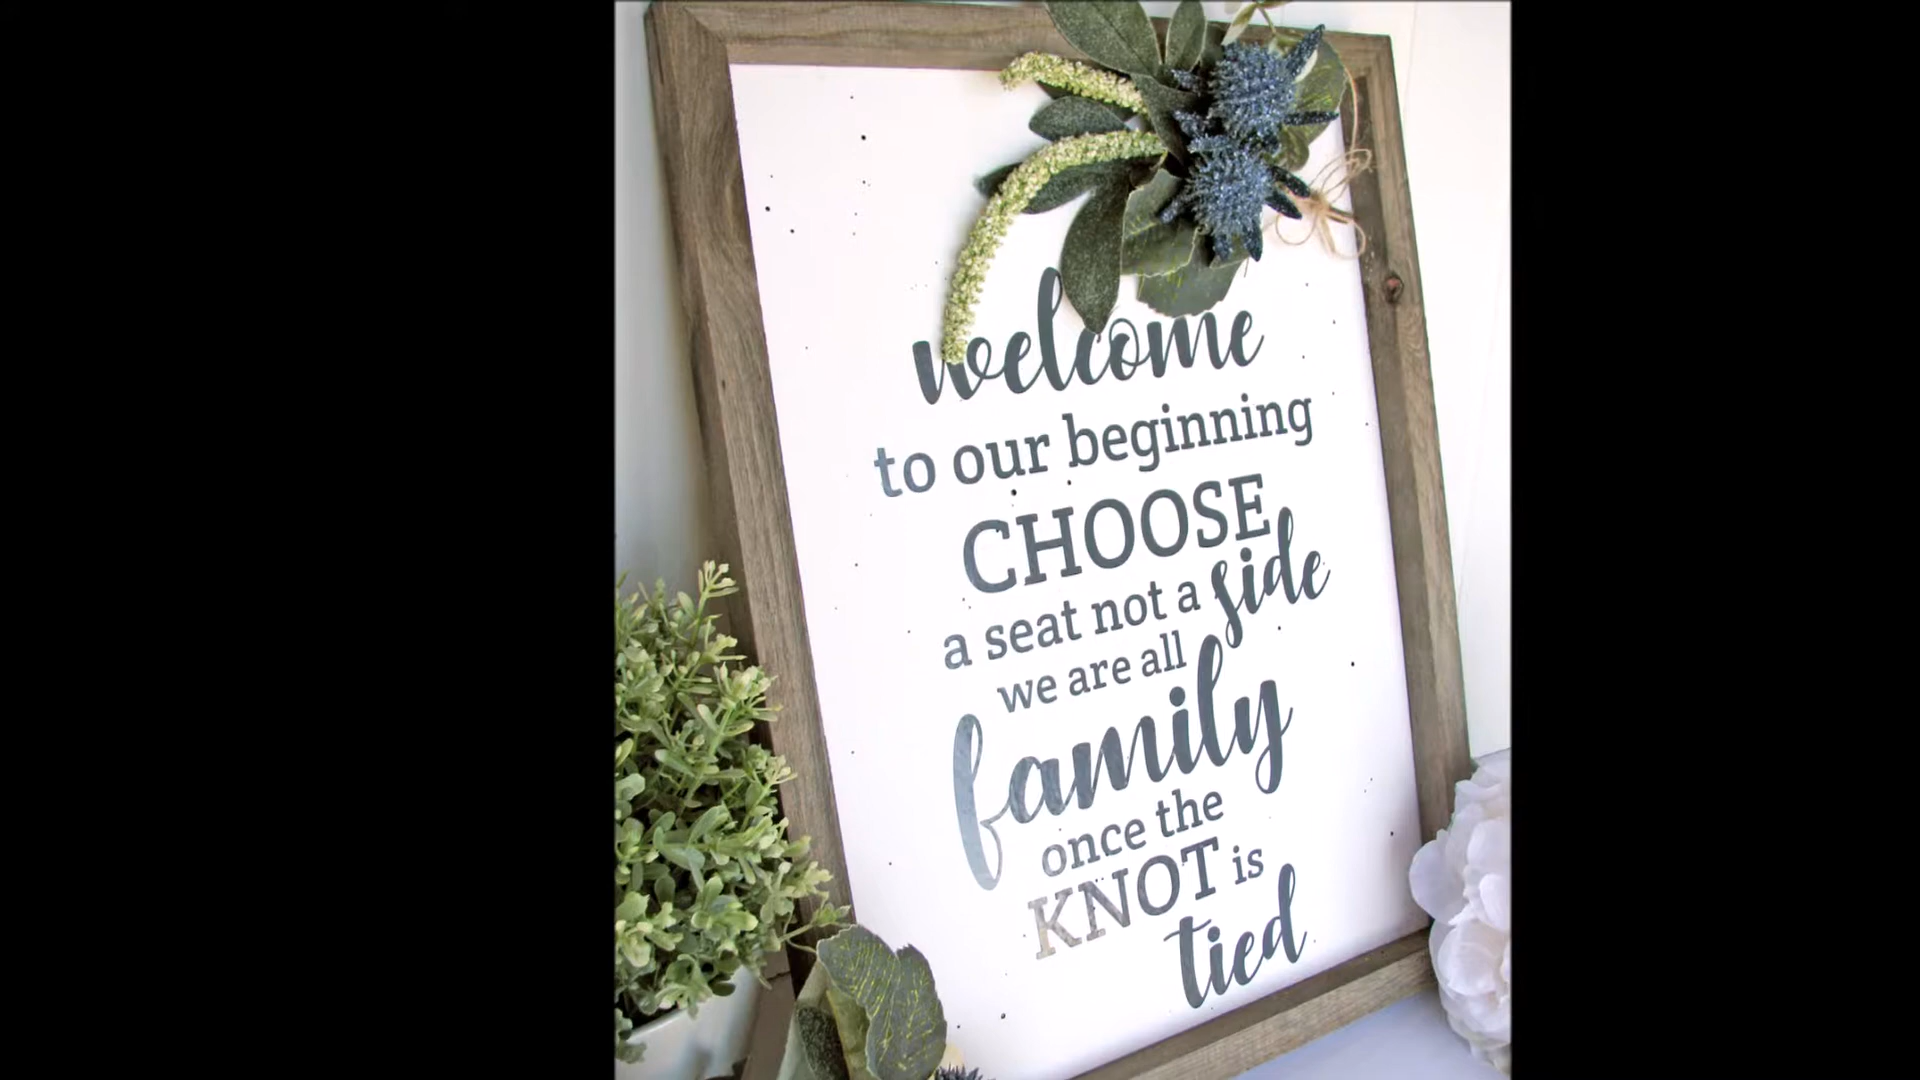 welcome
to our beginning
CHOOSE
a seat not a side
we are all
family
once the
KNOT is
tied